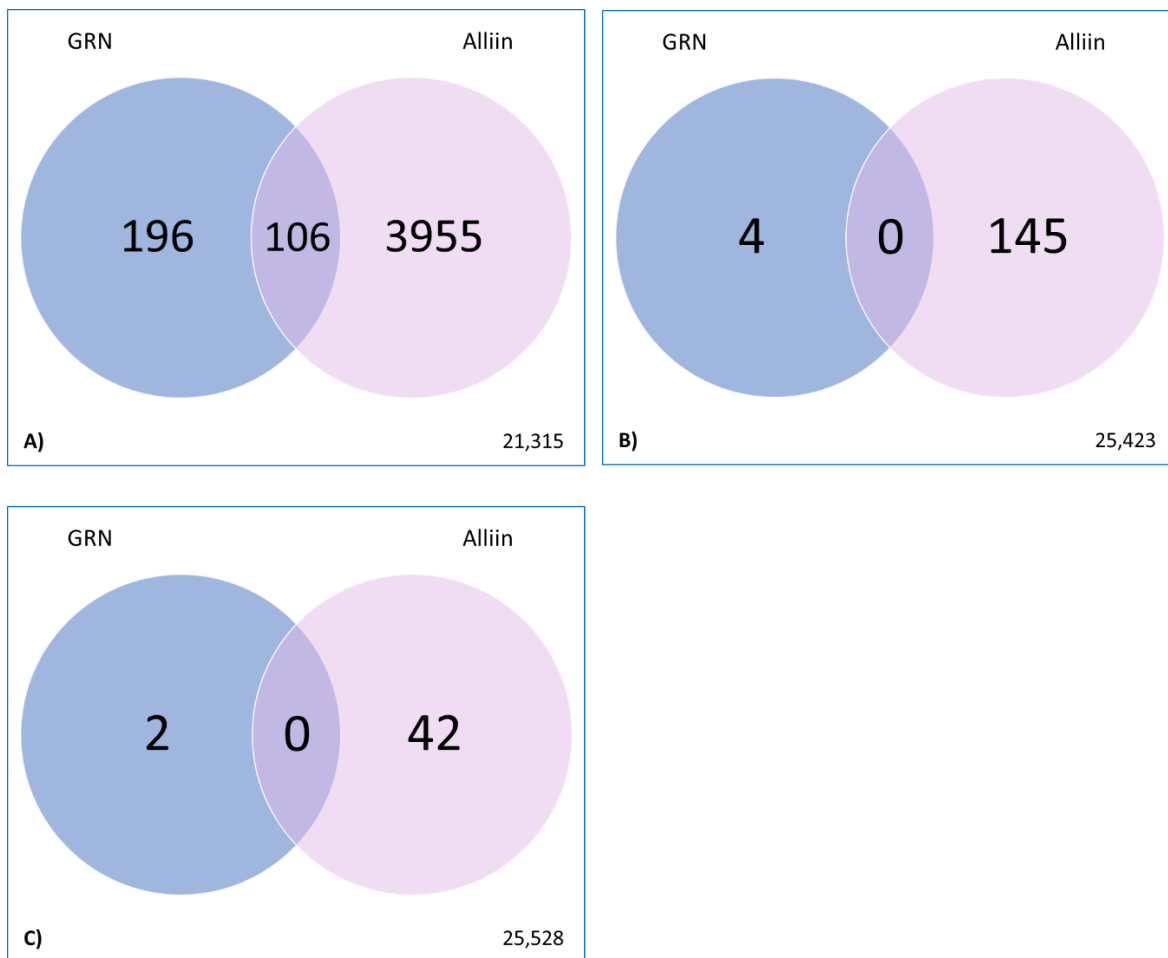 GRN Alliin
196 106 3955
A) 21,315
GRN Alliin
4 0 145
B) 25,423
GRN Alliin
2 0 42
C) 25,528